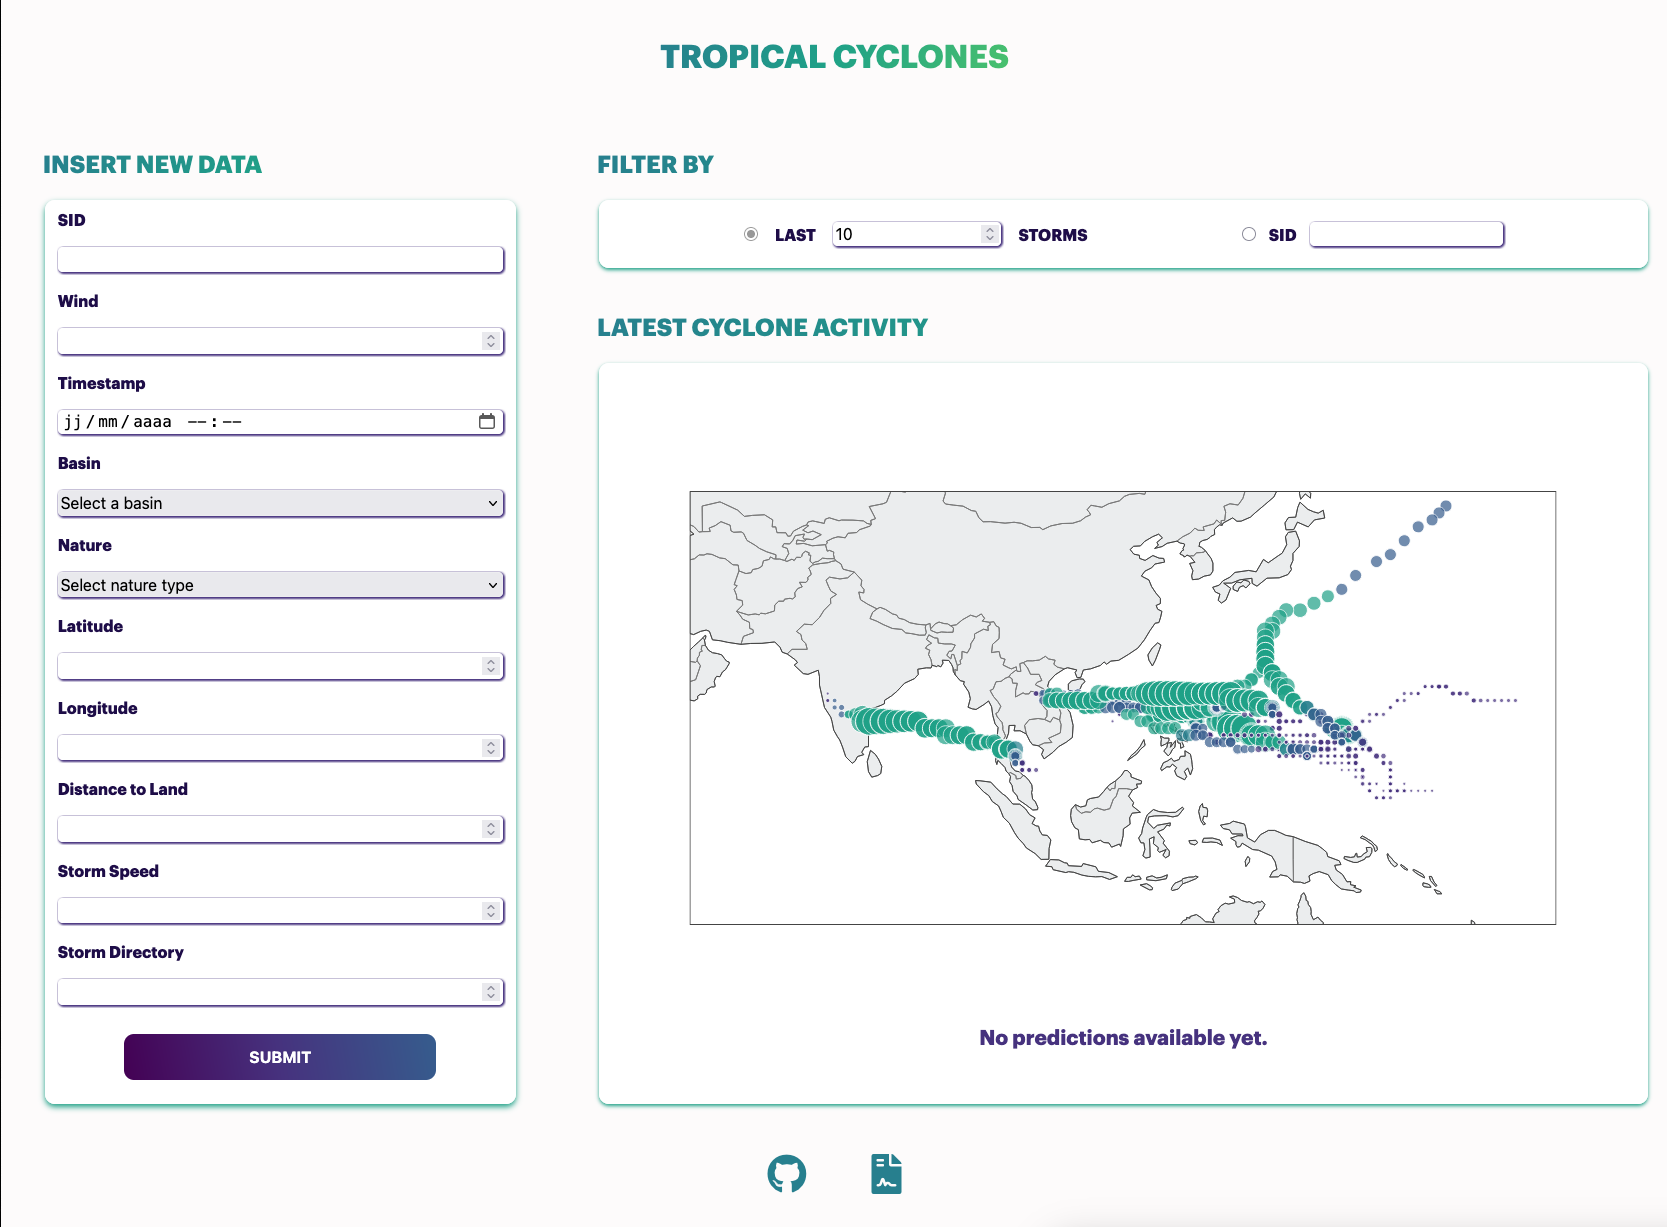 TROPICAL CYCLONES
INSERT NEW DATA
SID
Wind
Timestamp
jj/mm/aaaa --:--
Basin
Select a basin
Nature
Select nature type
Latitude
Longitude
Distance to Land
Storm Speed
Storm Directory
SUBMIT
FILTER BY
LAST 10 STORMS SID
LATEST CYCLONE ACTIVITY
No predictions available yet.